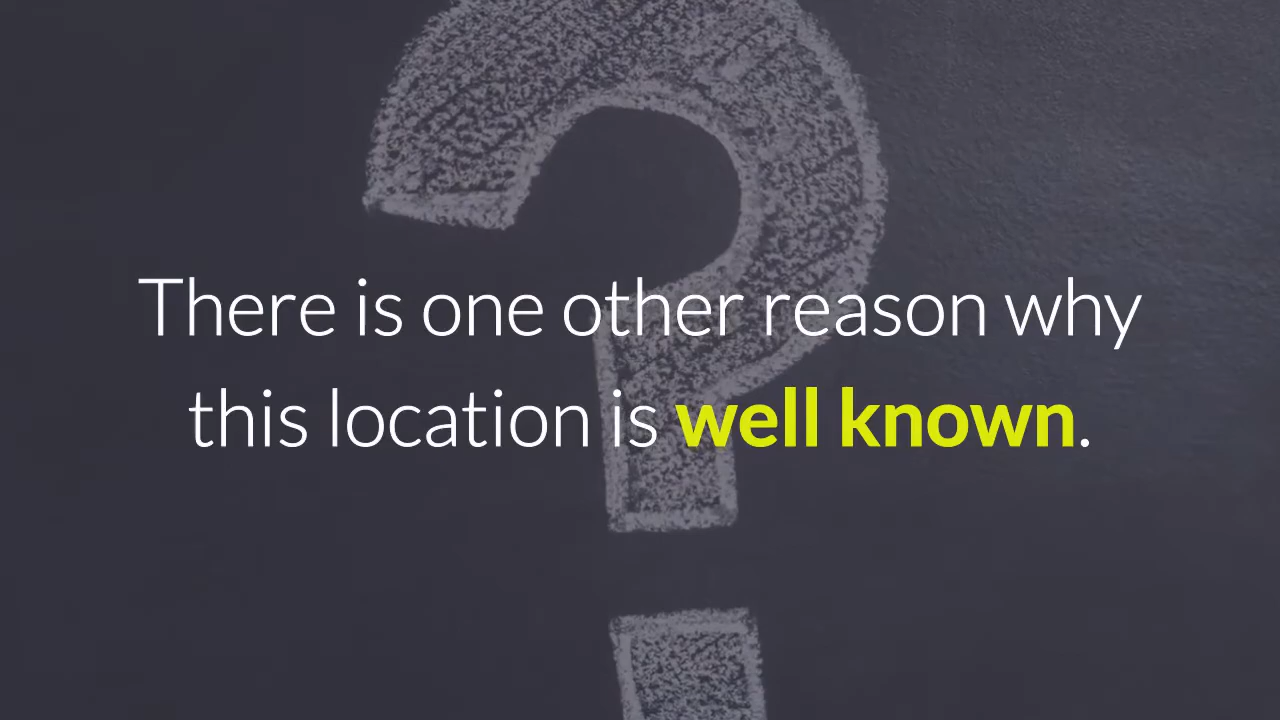 There is one other reason why
this location is well known.